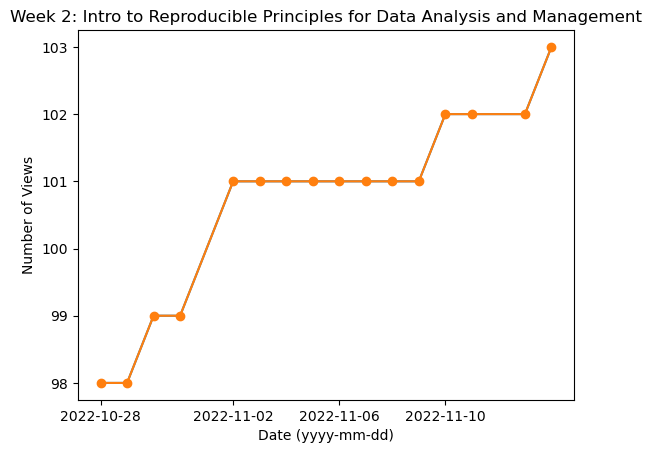 Week 2: Intro to Reproducible Principles for Data Analysis and Management
103
102
101
100
99
98
Number of Views
2022-10-28 2022-11-02 2022-11-06 2022-11-10
Date (yyyy-mm-dd)